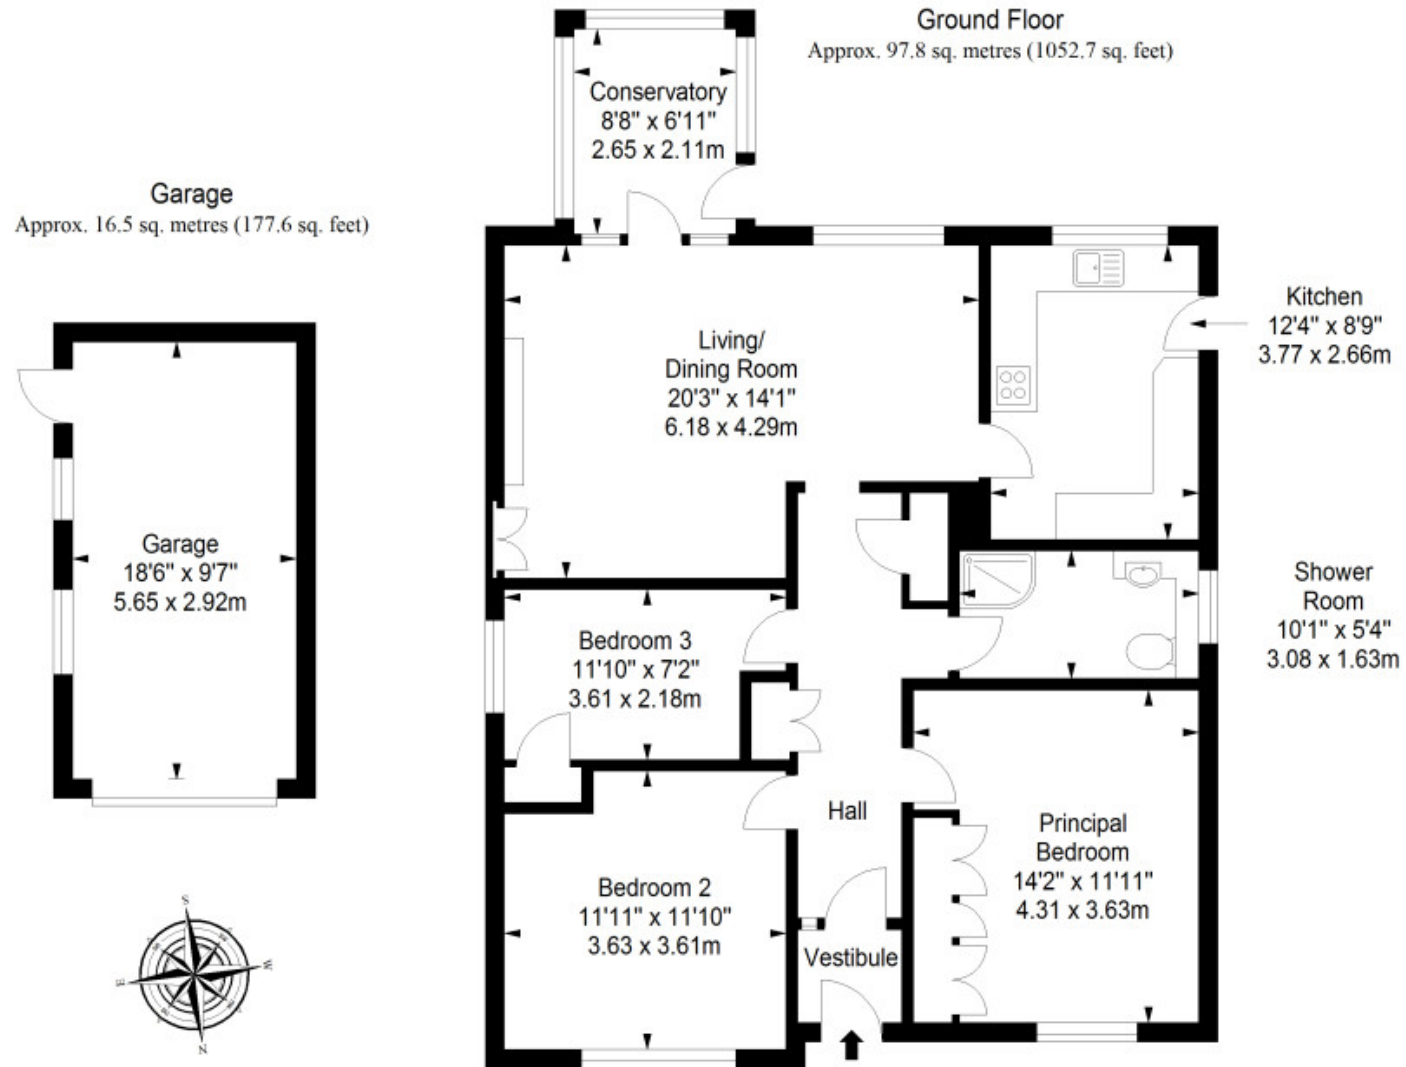 Ground Floor
Approx. 97.8 sq. metres (1052.7 sq. feet)
Conservatory
8'8" x 6'11"
2.65 x 2.11m
Garage
Approx. 16.5 sq. metres (177.6 sq. feet)
Kitchen
12'4" x 8'9"
3.77 x 2.66m
Living/
Dining Room
20'3" x 14'1"
6.18 x 4.29m
Garage
18'6" x 9'7"
5.65 x 2.92m
Shower
Room
10'1" x 5'4"
3.08 x 1.63m
Bedroom 3
11'10" x 7'2"
3.61 x 2.18m
Hall
Principal
Bedroom
14'2" x 11'11"
4.31 x 3.63m
Bedroom 2
11'11" x 11'10"
3.63 x 3.61m
Vestibule
S
W
E
N